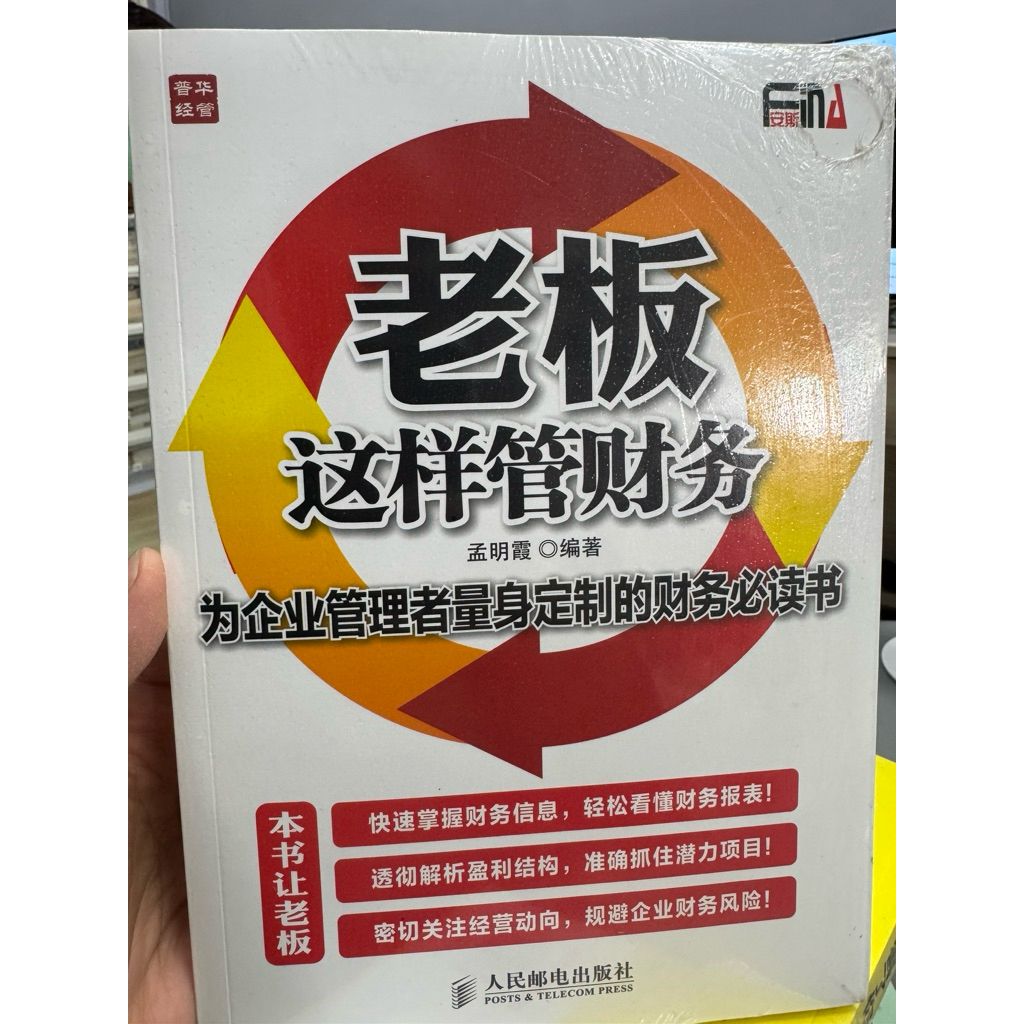 普华
经管
FinA
安斯
老板
这样管财务
孟明霞◎编著
为企业管理者量身定制的财务必读书
本书让老板
快速掌握财务信息，轻松看懂财务报表！
透彻解析盈利结构，准确抓住潜力项目！
密切关注经营动向，规避企业财务风险！
人民邮电出版社
POSTS & TELECOM PRESS